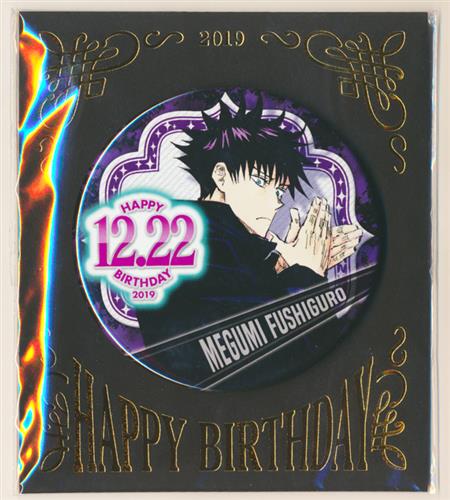 2019
HAPPY
12.22
BIRTHDAY
2019
MEGUMI FUSHIGURO
HAPPY BIRTHDAY